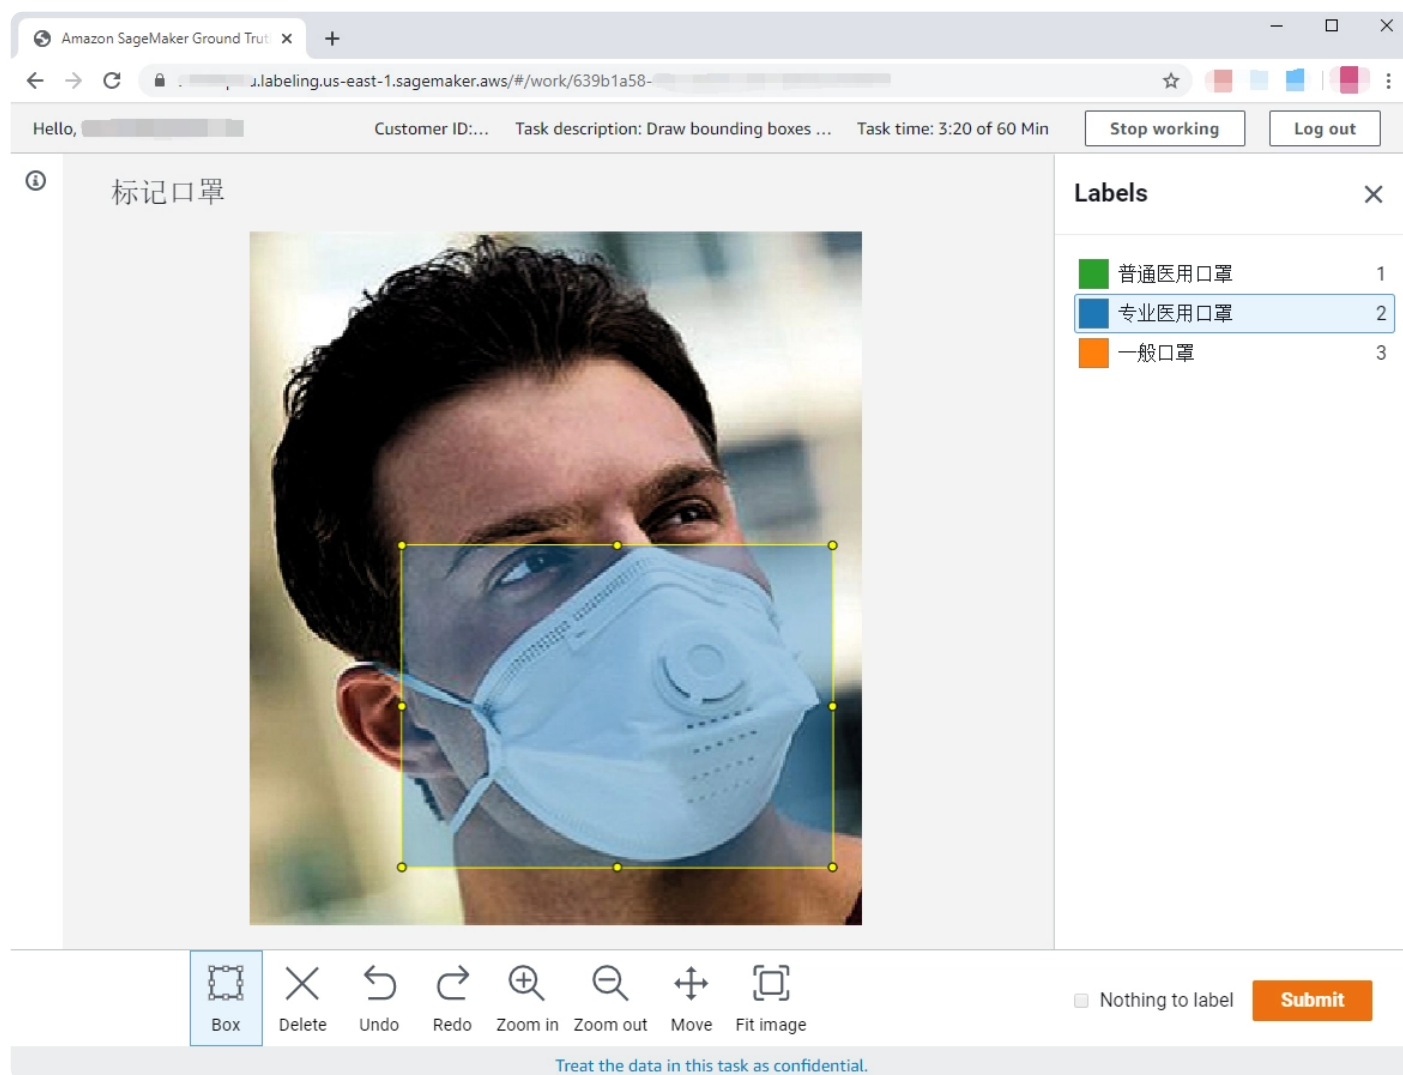 Amazon SageMaker Ground Trut
u.labeling.us-east-1.sagemaker.aws/#/work/639b1a58-
Hello,
Customer ID:...
Task description: Draw bounding boxes ...
Task time: 3:20 of 60 Min
Stop working
Log out
标记口罩
Labels
普通医用口罩 1
专业医用口罩 2
一般口罩 3
Box
Delete
Undo
Redo
Zoom in
Zoom out
Move
Fit image
Nothing to label
Submit
Treat the data in this task as confidential.